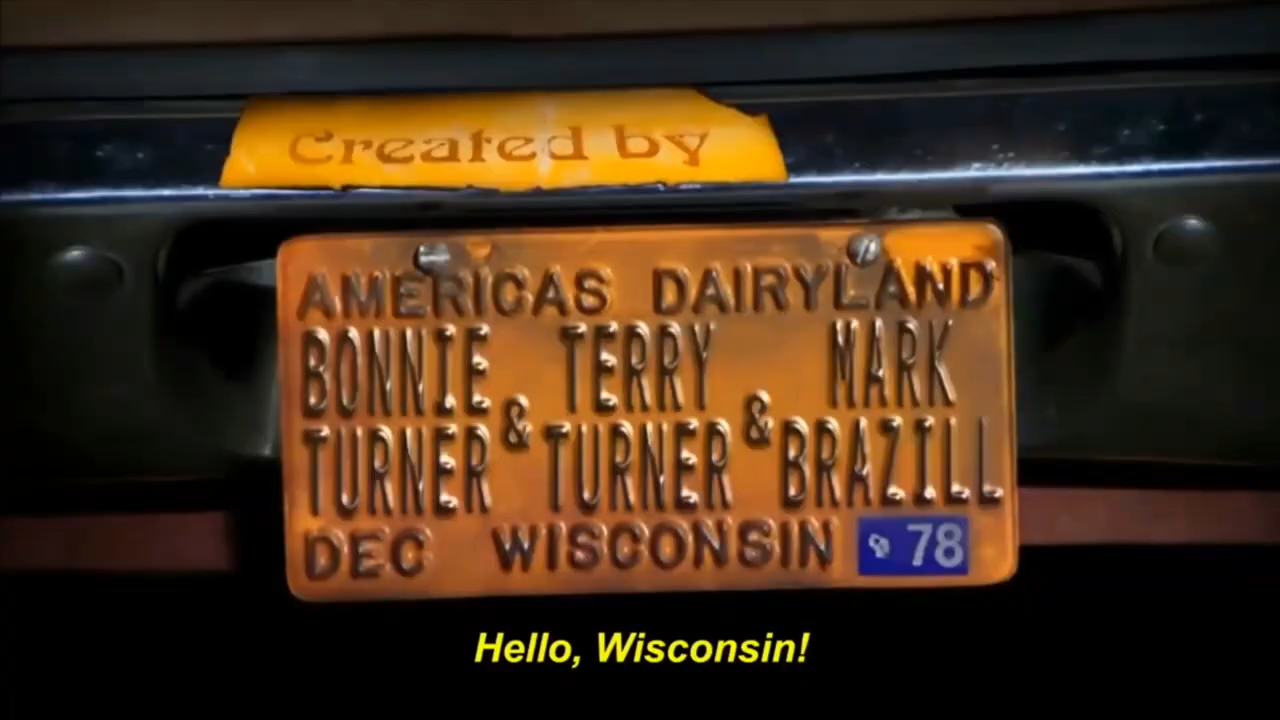 Created by
AMERICAS DAIRYLAND
BONNIE TERRY MARK
& &
TURNER TURNER BRAZILL
DEC WISCONSIN 78
Hello, Wisconsin!